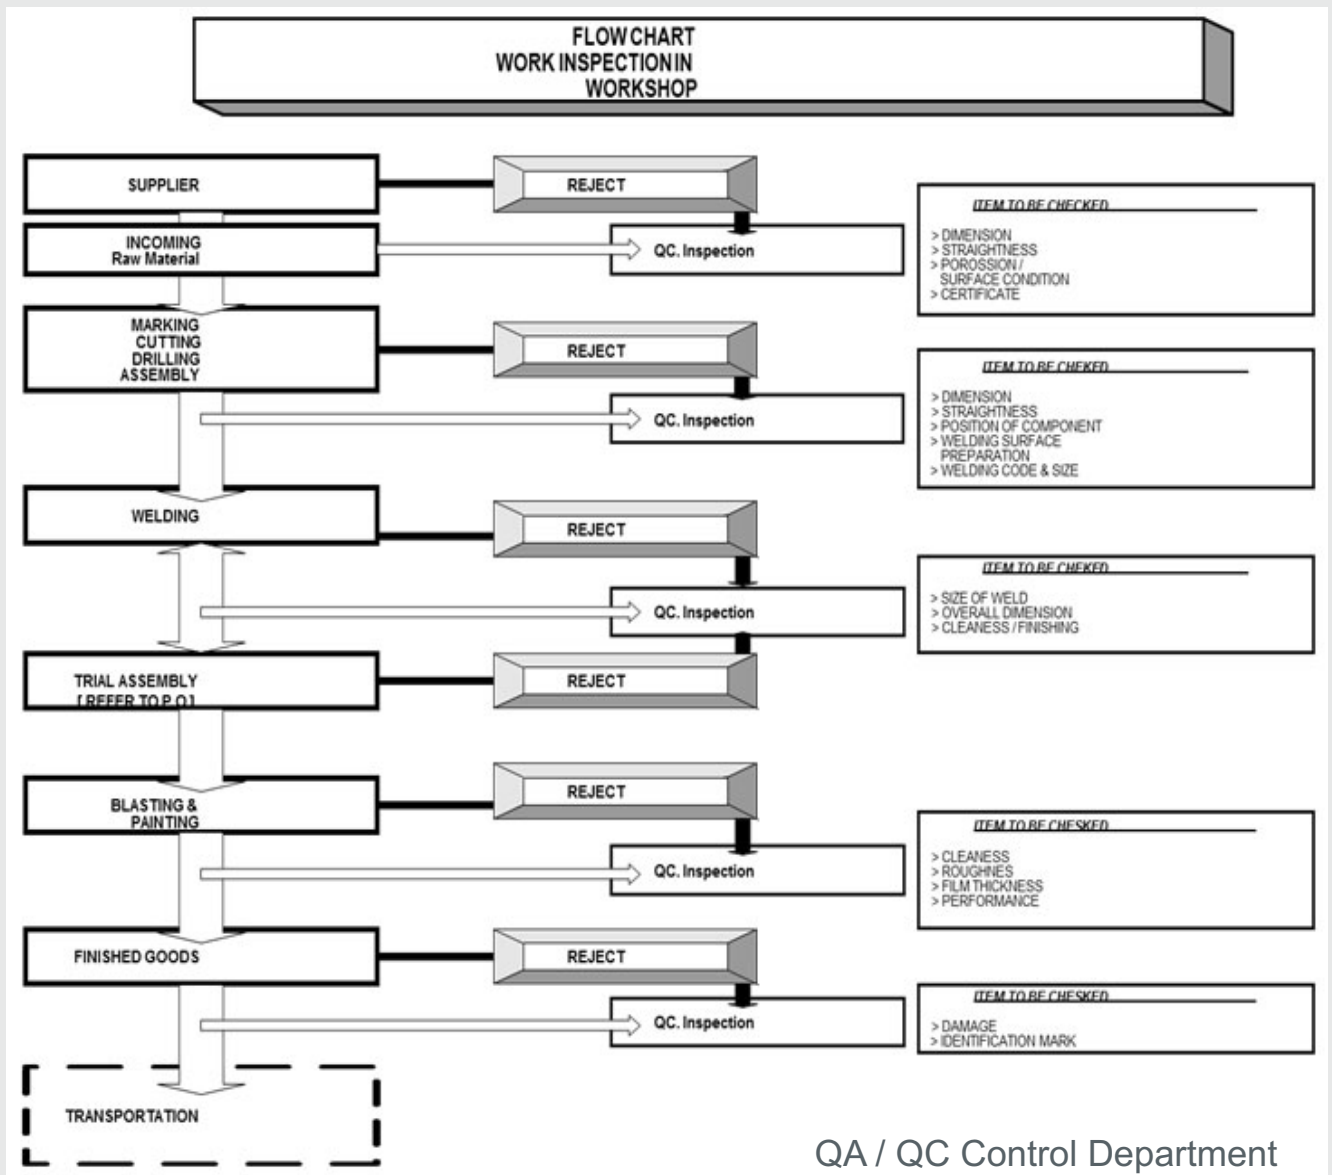 FLOW CHART
WORK INSPECTION IN
WORKSHOP
SUPPLIER
REJECT
INCOMING
Raw Material
QC. Inspection
ITEM TO BE CHECKED
> DIMENSION
> STRAIGHTNESS
> POROSSION /
SURFACE CONDITION
> CERTIFICATE
MARKING
CUTTING
DRILLING
ASSEMBLY
REJECT
QC. Inspection
ITEM TO BE CHEKED
> DIMENSION
> STRAIGHTNESS
> POSITION OF COMPONENT
> WELDING SURFACE
PREPARATION
> WELDING CODE & SIZE
WELDING
REJECT
QC. Inspection
ITEM TO BE CHEKED
> SIZE OF WELD
> OVERALL DIMENSION
> CLEANESS / FINISHING
TRIAL ASSEMBLY
[ REFER TO P.O ]
REJECT
BLASTING &
PAINTING
REJECT
QC. Inspection
ITEM TO BE CHESKED
> CLEANESS
> ROUGHNES
> FILM THICKNESS
> PERFORMANCE
FINISHED GOODS
REJECT
QC. Inspection
ITEM TO BE CHESKED
> DAMAGE
> IDENTIFICATION MARK
TRANSPORTATION
QA / QC Control Department